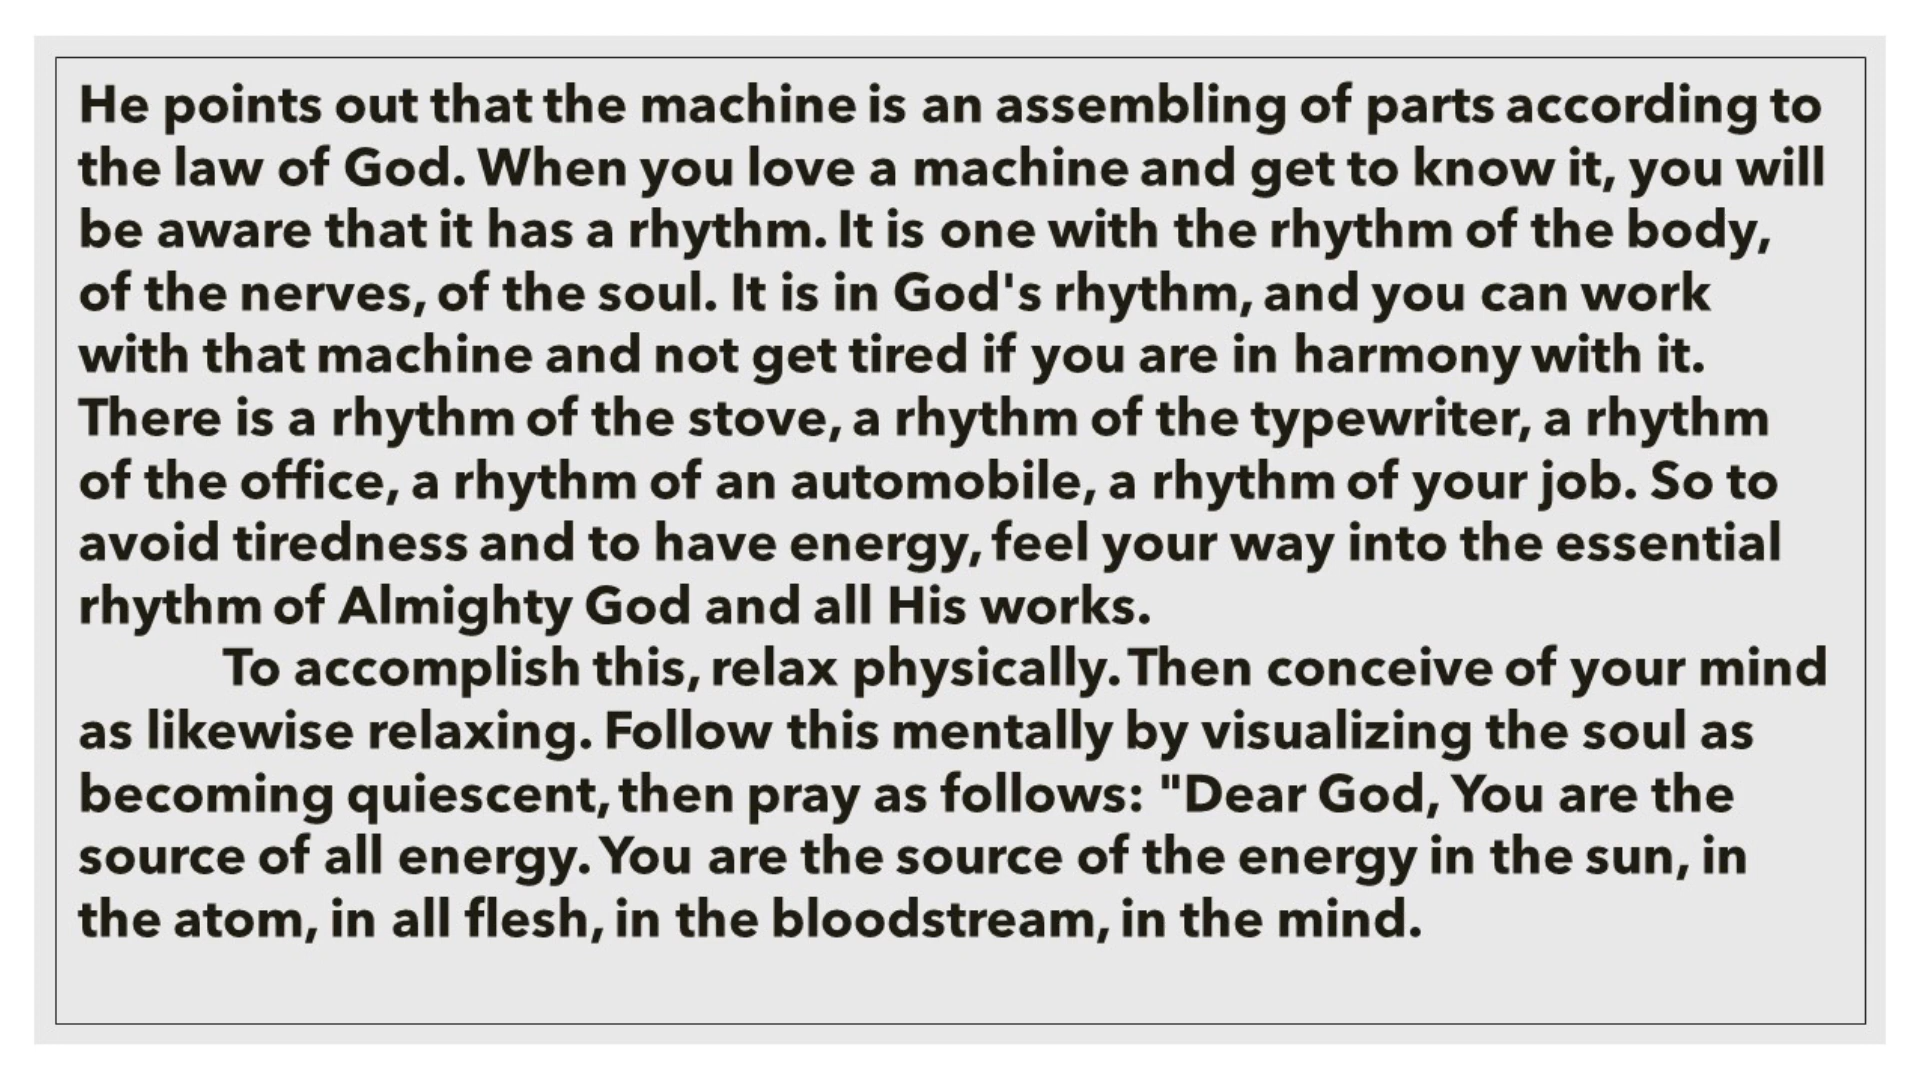 He points out that the machine is an assembling of parts according to
the law of God. When you love a machine and get to know it, you will
be aware that it has a rhythm. It is one with the rhythm of the body,
of the nerves, of the soul. It is in God's rhythm, and you can work
with that machine and not get tired if you are in harmony with it.
There is a rhythm of the stove, a rhythm of the typewriter, a rhythm
of the office, a rhythm of an automobile, a rhythm of your job. So to
avoid tiredness and to have energy, feel your way into the essential
rhythm of Almighty God and all His works.
To accomplish this, relax physically. Then conceive of your mind
as likewise relaxing. Follow this mentally by visualizing the soul as
becoming quiescent, then pray as follows: "Dear God, You are the
source of all energy. You are the source of the energy in the sun, in
the atom, in all flesh, in the bloodstream, in the mind.